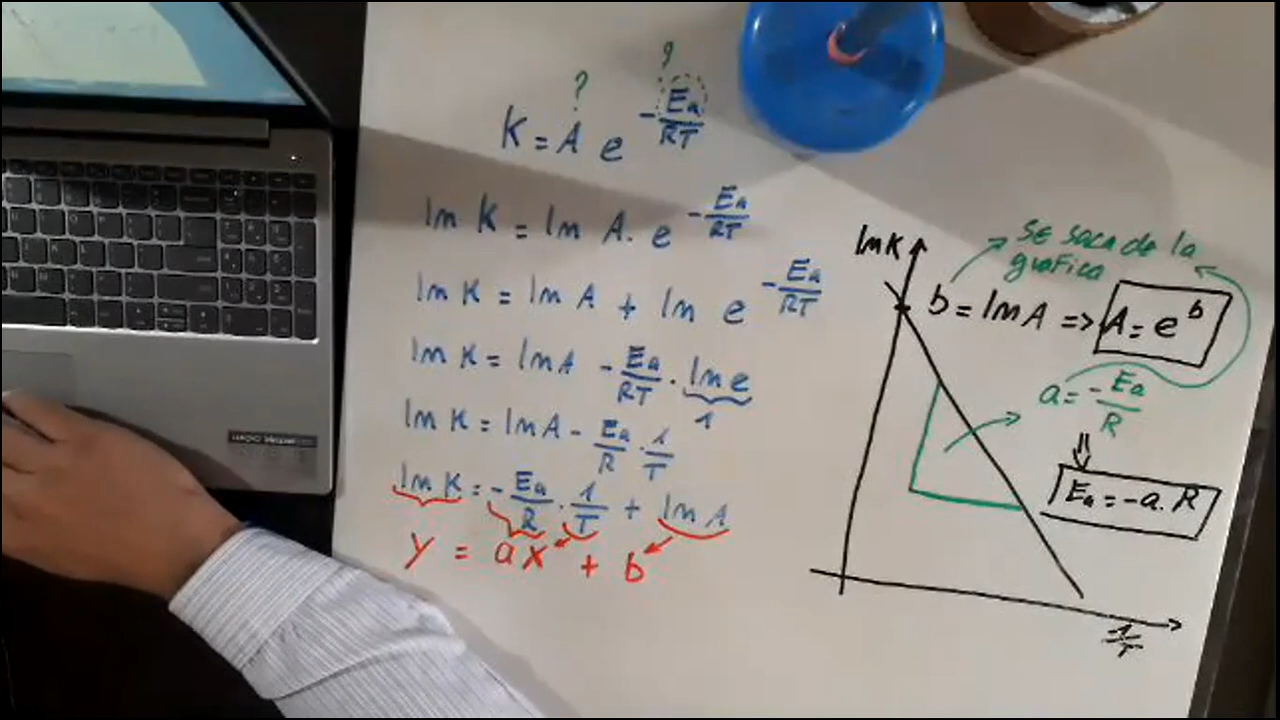 ? ?
K = A e^(-Ea/RT)
ln K = ln A . e^(-Ea/RT)
ln K = ln A + ln e^(-Ea/RT)
ln K = ln A - Ea/RT . ln e
1
ln K = ln A - Ea/R . 1/T
ln K = -Ea/R . 1/T + ln A
y = ax + b
ln K
se saca de la
grafica
b = ln A => A = e^b
a = -Ea/R
⇓
Ea = -a . R
1/T